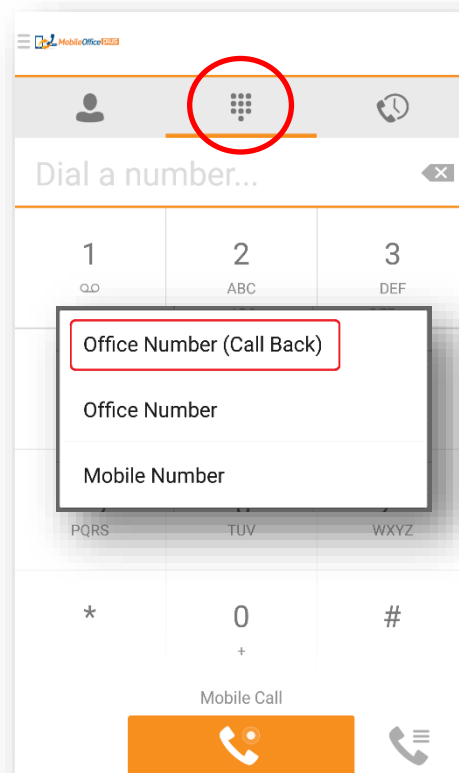 MobileOffice PLUS
Dial a number...
1 2 3
ABC DEF
Office Number (Call Back)
Office Number
Mobile Number
PQRS TUV WXYZ
* 0 #
+
Mobile Call